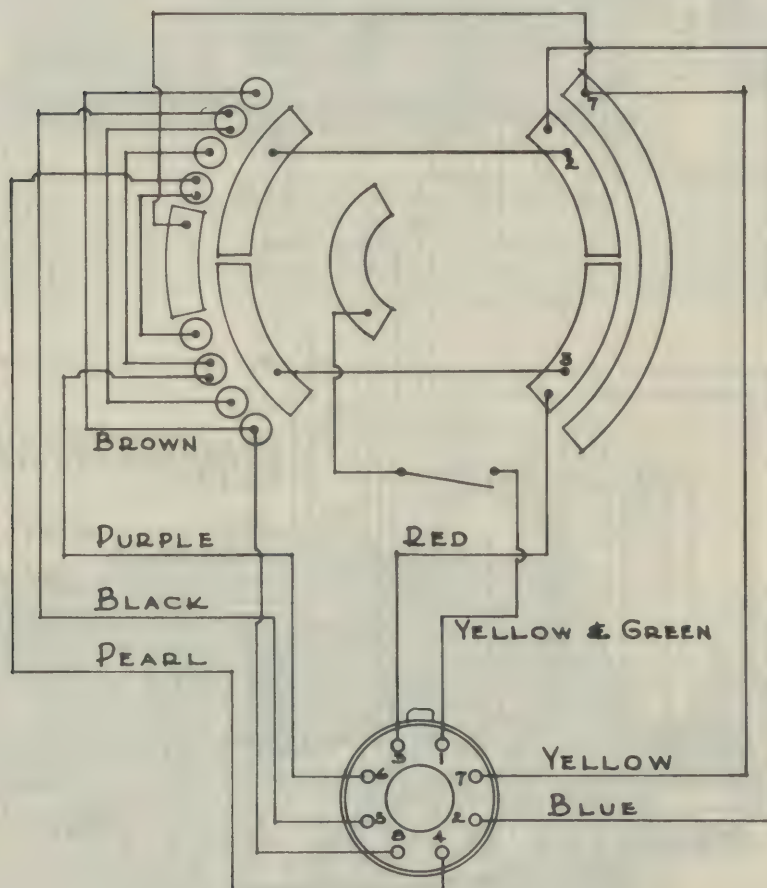 7
2
3
BROWN
PURPLE
RED
BLACK
YELLOW & GREEN
PEARL
3 1
6 7 YELLOW
5 2 BLUE
8 4